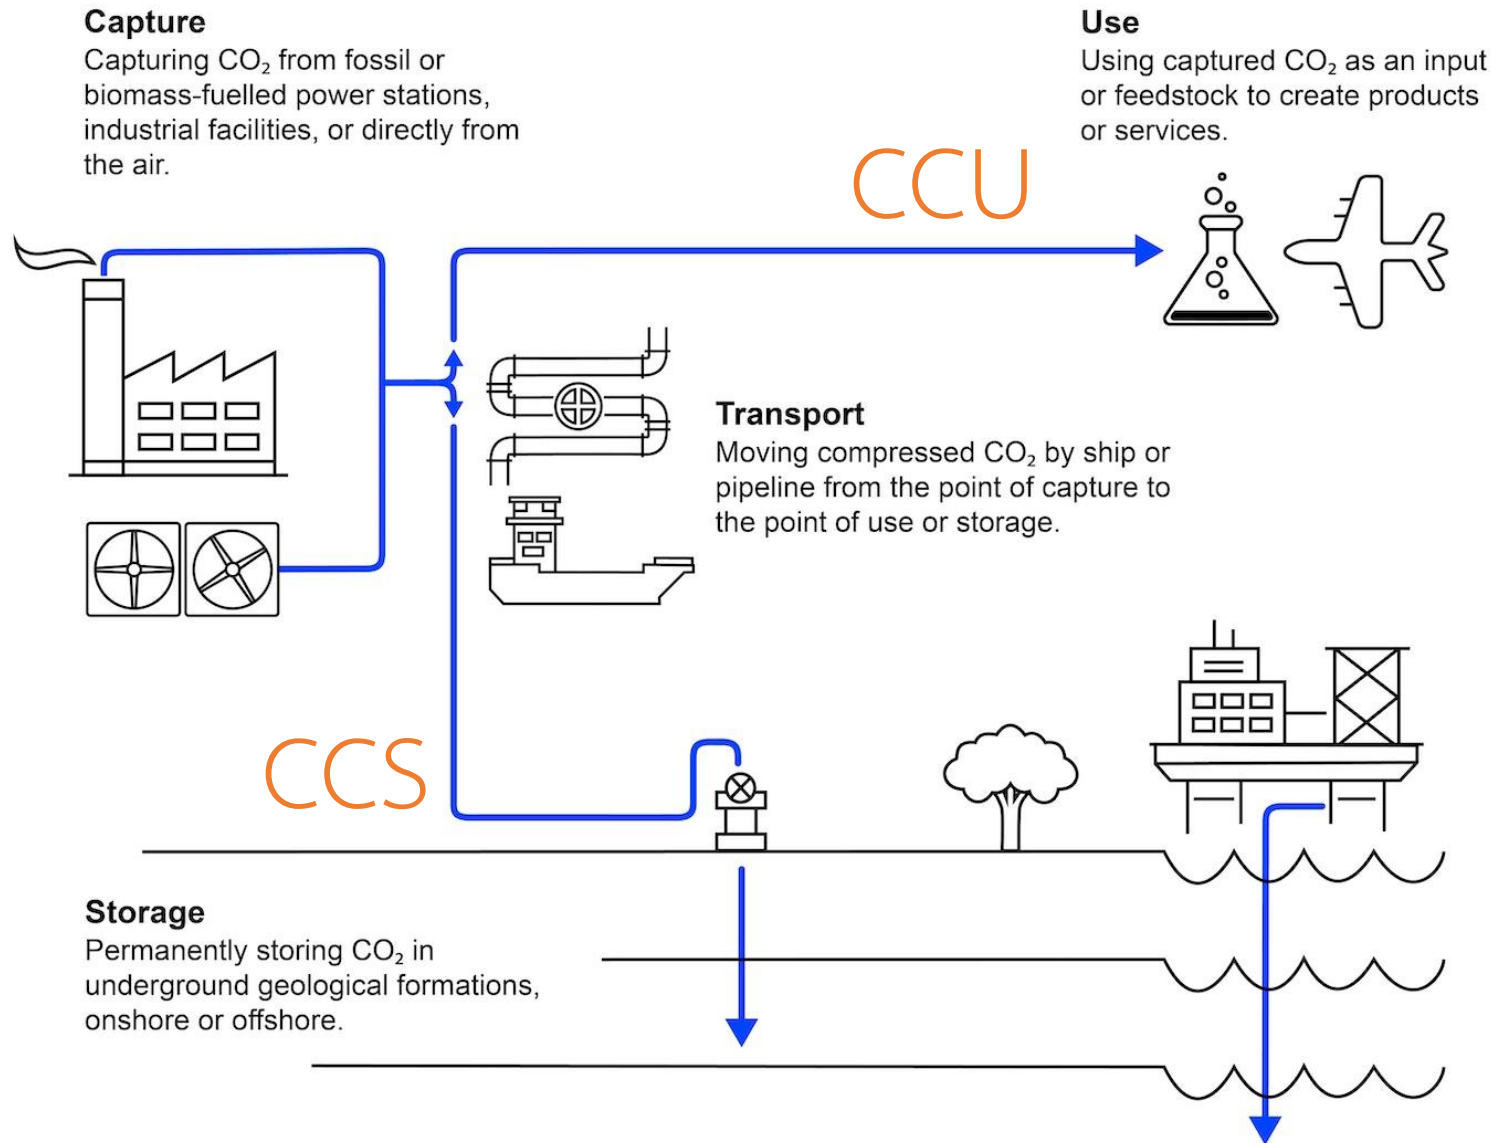 Capture
Capturing CO₂ from fossil or
biomass-fuelled power stations,
industrial facilities, or directly from
the air.
Use
Using captured CO₂ as an input
or feedstock to create products
or services.
CCU
Transport
Moving compressed CO₂ by ship or
pipeline from the point of capture to
the point of use or storage.
CCS
Storage
Permanently storing CO₂ in
underground geological formations,
onshore or offshore.